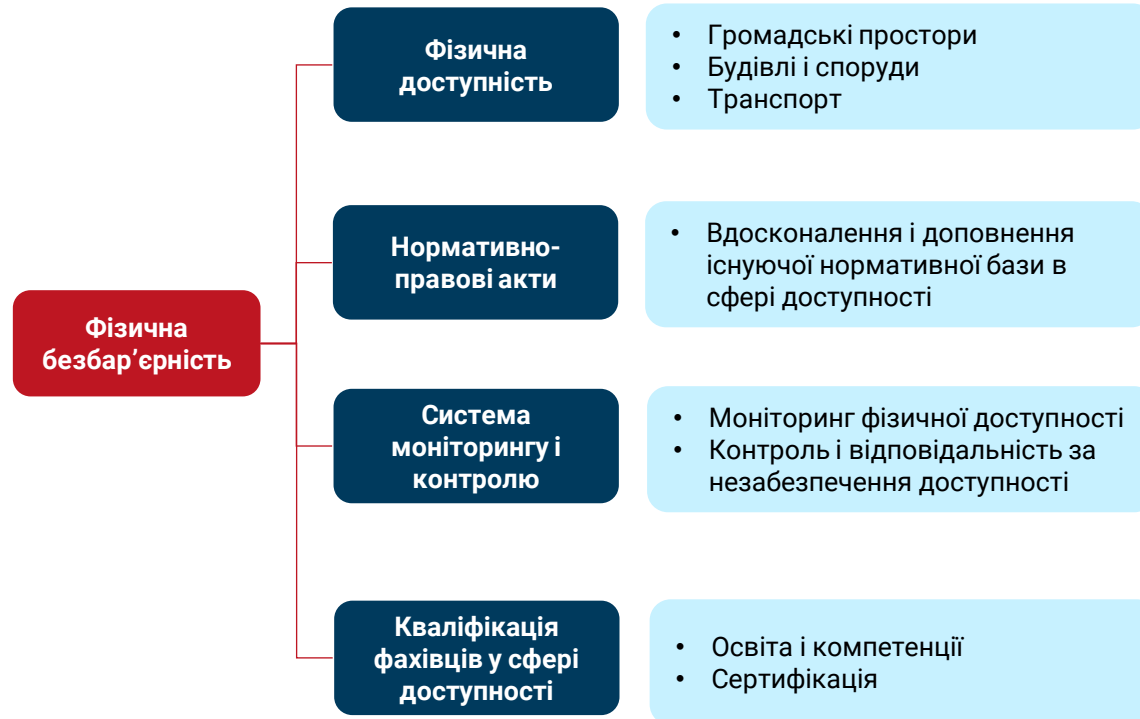 Фізична
доступність
• Громадські простори
• Будівлі і споруди
• Транспорт
Нормативно-
правові акти
• Вдосконалення і доповнення
існуючої нормативної бази в
сфері доступності
Фізична
безбар’єрність
Система
моніторингу і
контролю
• Моніторинг фізичної доступності
• Контроль і відповідальність за
незабезпечення доступності
Кваліфікація
фахівців у сфері
доступності
• Освіта і компетенції
• Сертифікація